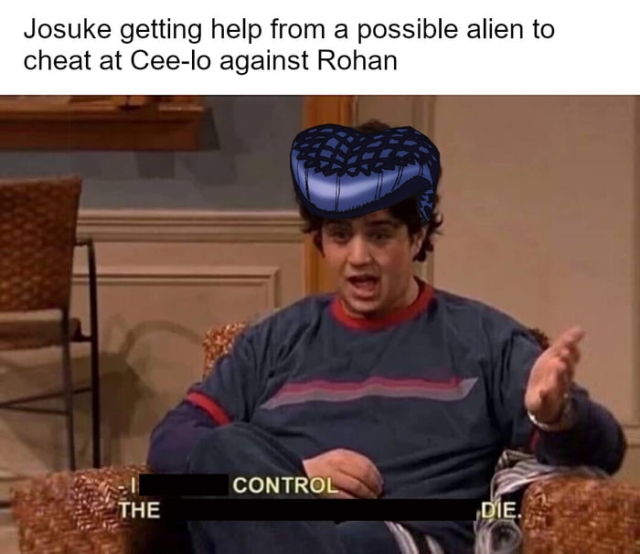 Josuke getting help from a possible alien to
cheat at Cee-lo against Rohan
-I CONTROL
THE DIE.